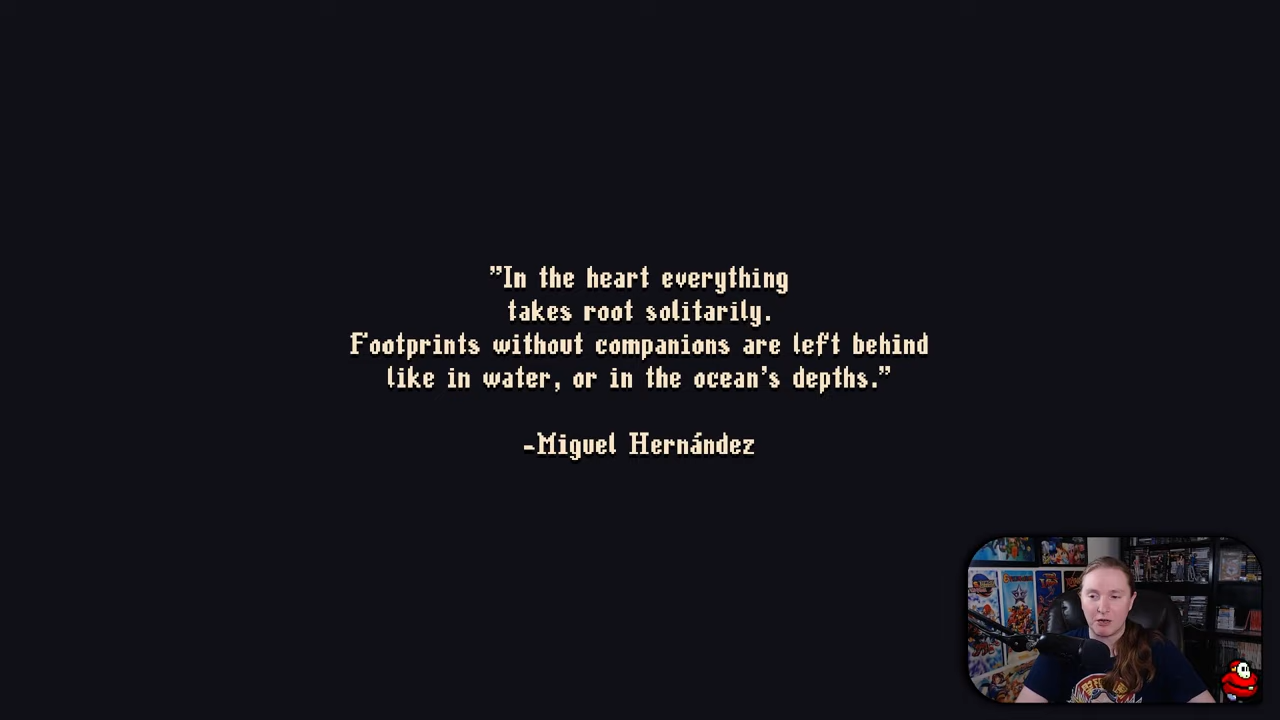 "In the heart everything
takes root solitarily.
Footprints without companions are left behind
like in water, or in the ocean's depths."
-Miguel Hernández